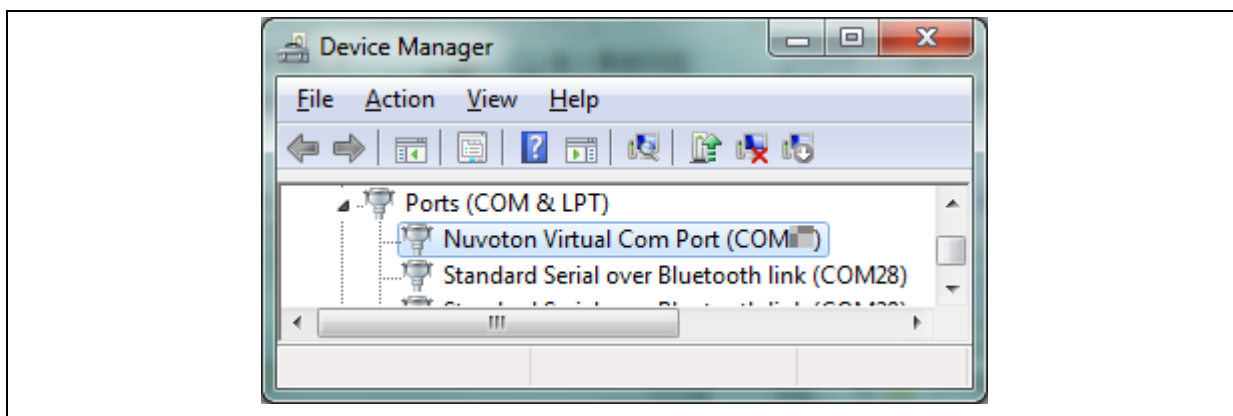 Device Manager
File Action View Help
Ports (COM & LPT)
Nuvoton Virtual Com Port (COM )
Standard Serial over Bluetooth link (COM28)